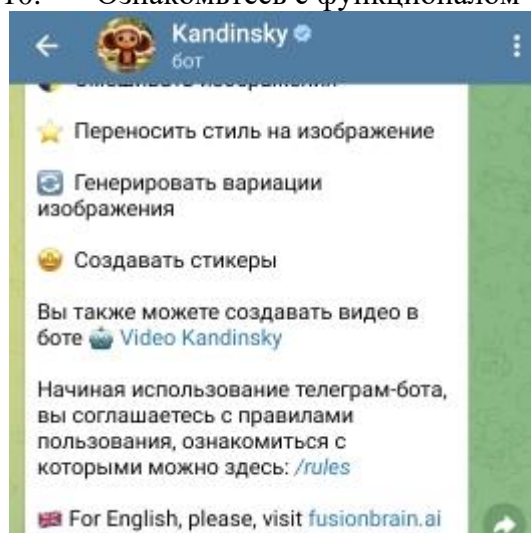 Ознакомьтесь с функционалом
Kandinsky
бот
Переносить стиль на изображение
Генерировать вариации
изображения
Создавать стикеры
Вы также можете создавать видео в
боте Video Kandinsky
Начиная использование телеграм-бота,
вы соглашаетесь с правилами
пользования, ознакомиться с
которыми можно здесь: /rules
For English, please, visit fusionbrain.ai